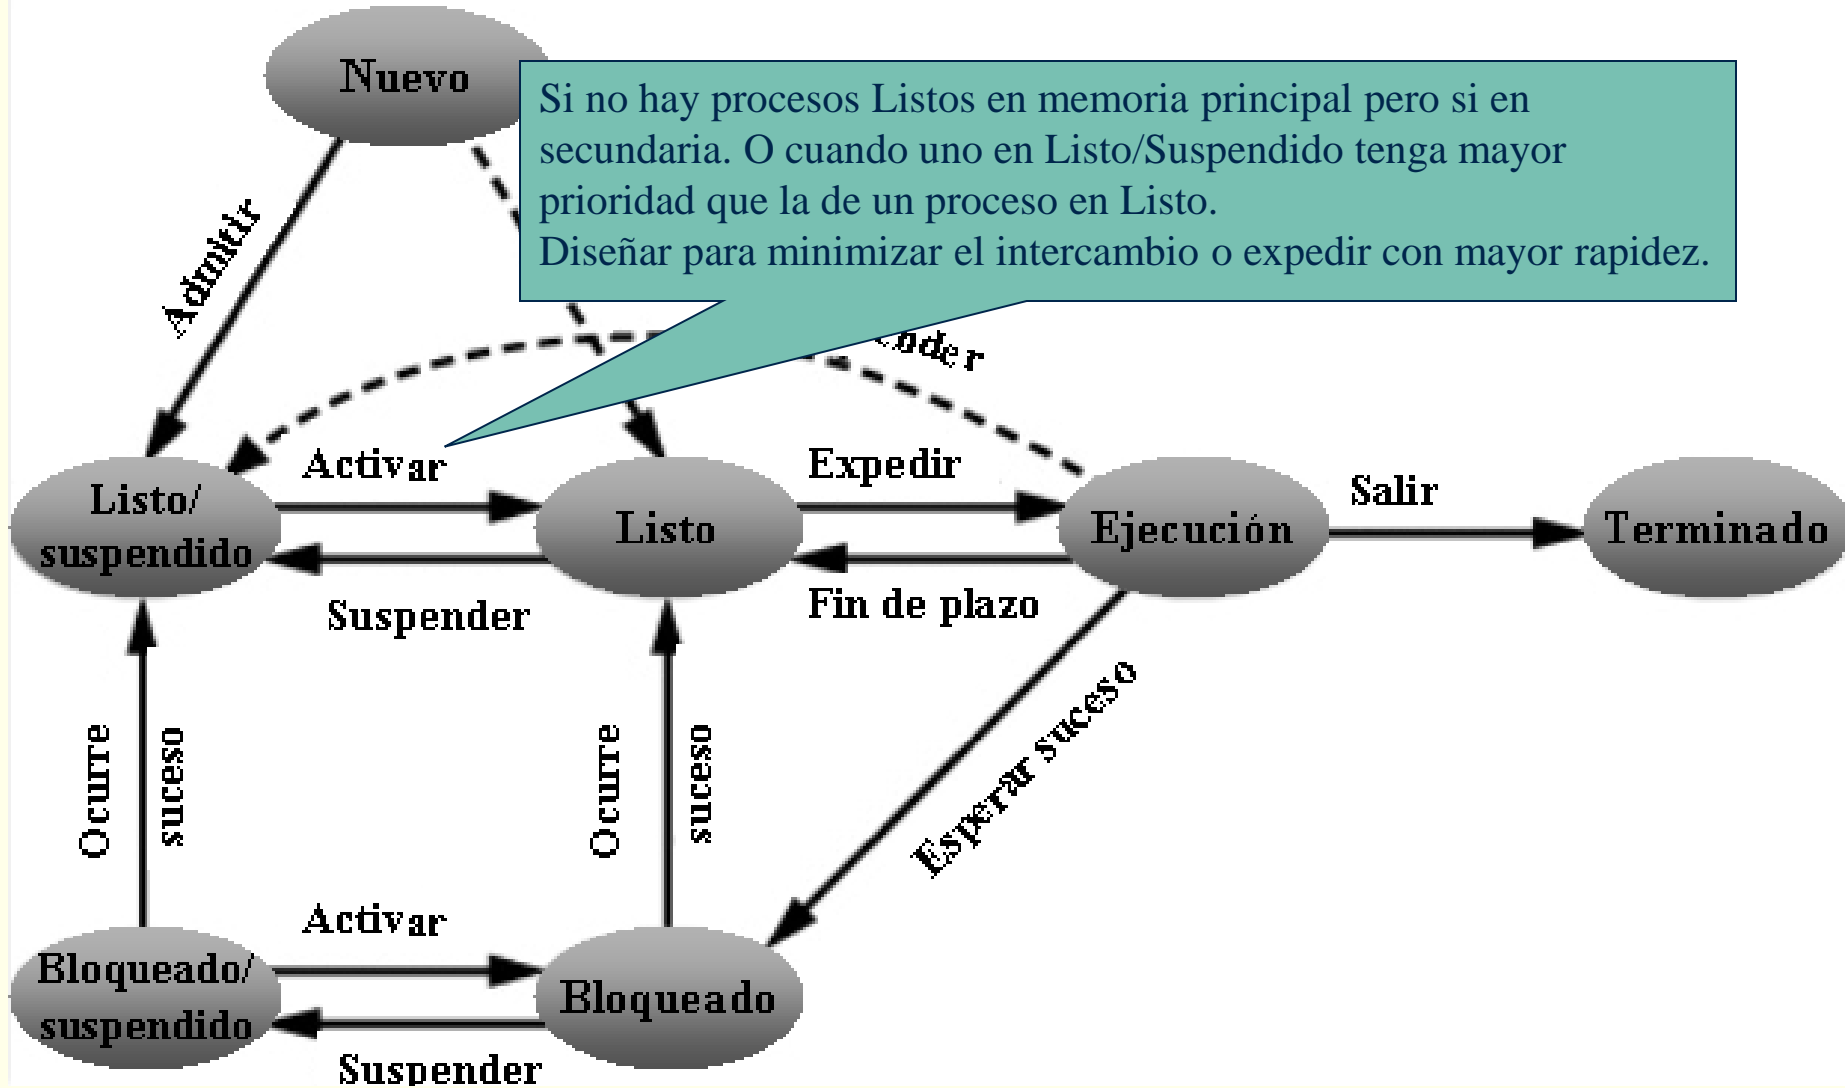 Nuevo
Si no hay procesos Listos en memoria principal pero si en
secundaria. O cuando uno en Listo/Suspendido tenga mayor
prioridad que la de un proceso en Listo.
Diseñar para minimizar el intercambio o expedir con mayor rapidez.
Admitir
Activar
Expedir
Salir
Listo/
suspendido
Listo
Ejecución
Terminado
Suspender
Fin de plazo
Ocurre
suceso
Ocurre
suceso
Esperar suceso
Activar
Bloqueado/
suspendido
Bloqueado
Suspender